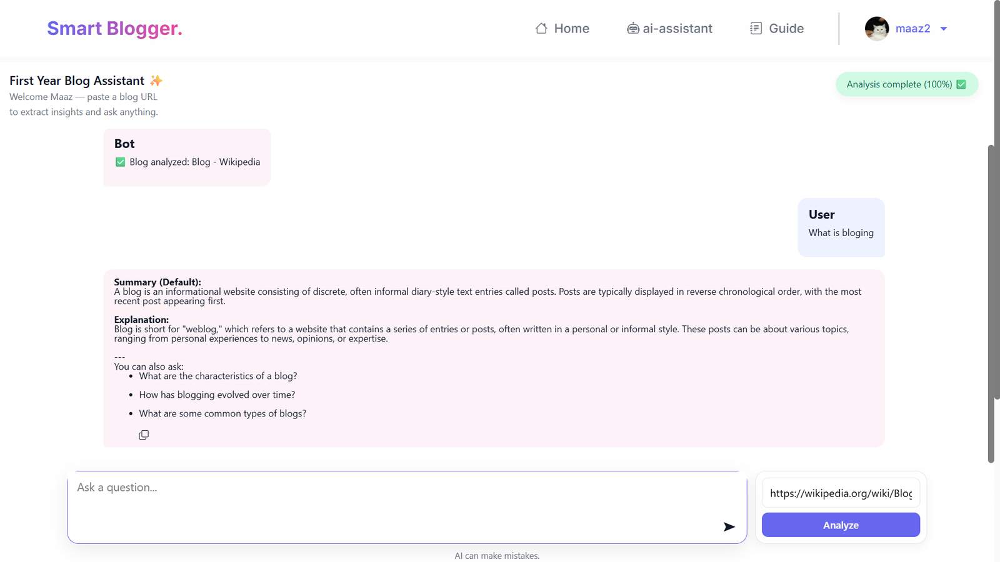 Smart Blogger.
Home
ai-assistant
Guide
maaz2
First Year Blog Assistant ✨
Welcome Maaz — paste a blog URL
to extract insights and ask anything.
Analysis complete (100%) ✅
Bot
✅ Blog analyzed: Blog - Wikipedia
User
What is bloging
Summary (Default):
A blog is an informational website consisting of discrete, often informal diary-style text entries called posts. Posts are typically displayed in reverse chronological order, with the most
recent post appearing first.
Explanation:
Blog is short for "weblog," which refers to a website that contains a series of entries or posts, often written in a personal or informal style. These posts can be about various topics,
ranging from personal experiences to news, opinions, or expertise.
---
You can also ask:
• What are the characteristics of a blog?
• How has blogging evolved over time?
• What are some common types of blogs?
Ask a question...
https://wikipedia.org/wiki/Blog
Analyze
AI can make mistakes.